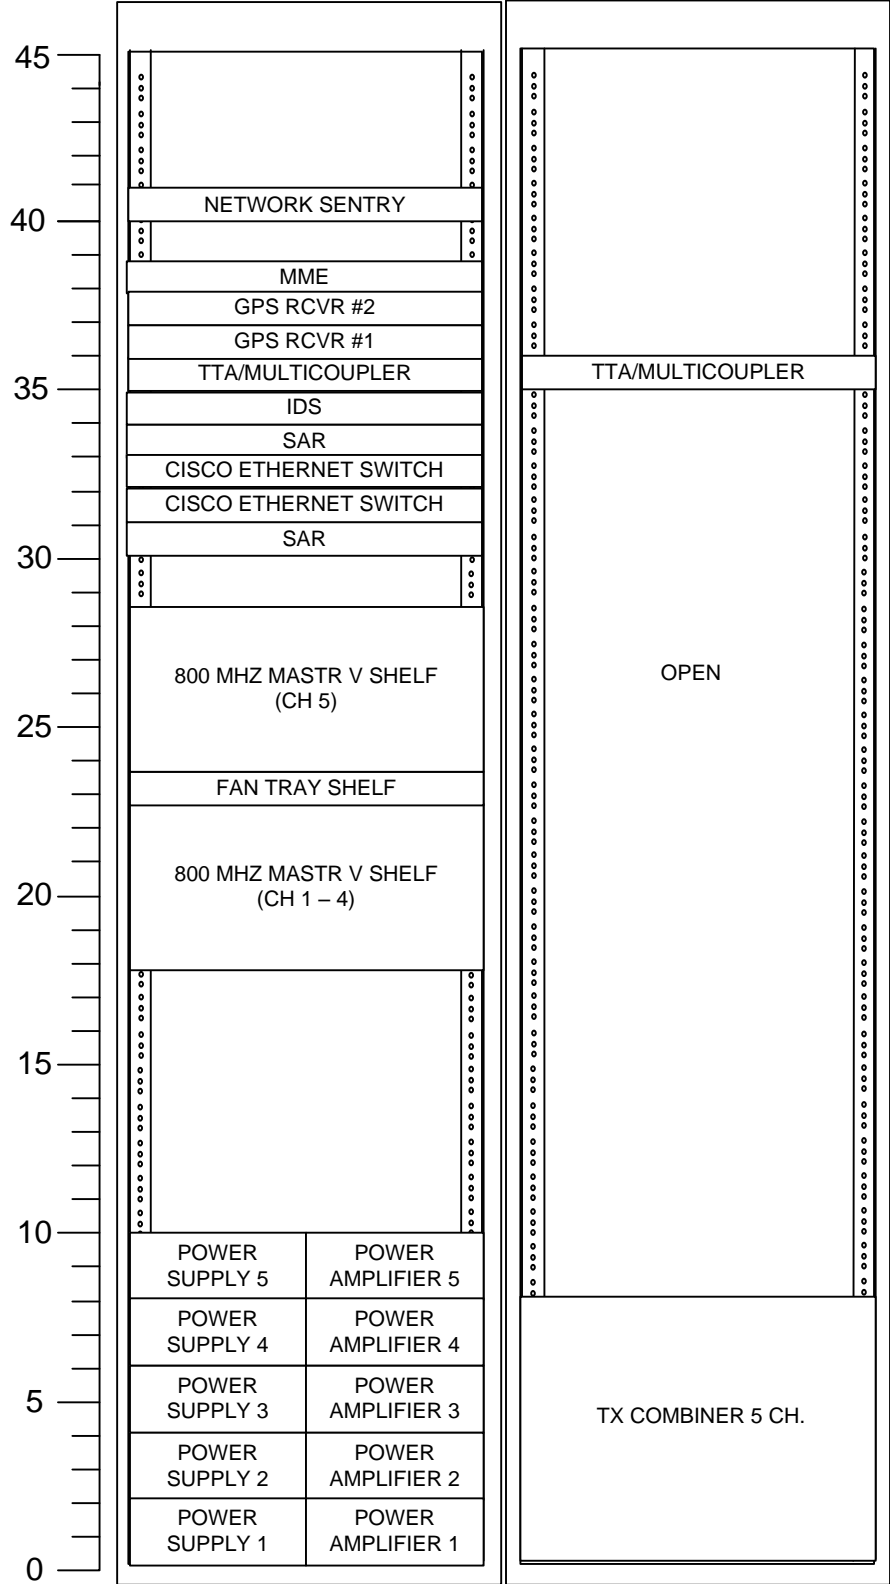 45
40
35
30
25
20
15
10
5
0
NETWORK SENTRY
MME
GPS RCVR #2
GPS RCVR #1
TTA/MULTICOUPLER
IDS
SAR
CISCO ETHERNET SWITCH
CISCO ETHERNET SWITCH
SAR
800 MHZ MASTR V SHELF
(CH 5)
FAN TRAY SHELF
800 MHZ MASTR V SHELF
(CH 1 – 4)
POWER
SUPPLY 5
POWER
AMPLIFIER 5
POWER
SUPPLY 4
POWER
AMPLIFIER 4
POWER
SUPPLY 3
POWER
AMPLIFIER 3
POWER
SUPPLY 2
POWER
AMPLIFIER 2
POWER
SUPPLY 1
POWER
AMPLIFIER 1
TTA/MULTICOUPLER
OPEN
TX COMBINER 5 CH.